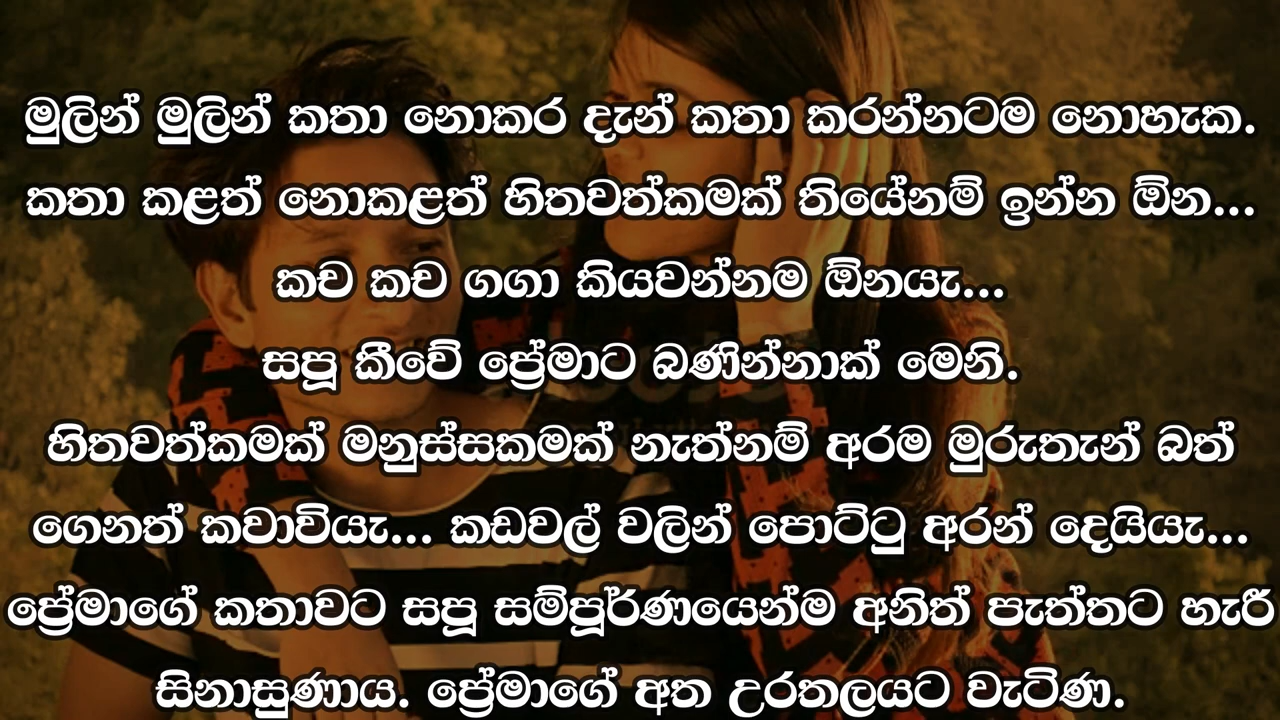 මුලින් මුලින් කතා නොකර දැන් කතා කරන්නටම නොහැක.
කතා කළත් නොකළත් හිතවත්කමක් තියේනම් ඉන්න ඕන...
කච කච ගගා කියවන්නම ඕනයැ...
සපූ කීවේ ප්‍රේමාට බණින්නාක් මෙනි.
හිතවත්කමක් මනුස්සකමක් නැත්නම් අරම මුරුතැන් බත්
ගෙනත් කවාවියැ... කඩවල් වලින් පොට්ටු අරන් දෙයියැ...
ප්‍රේමාගේ කතාවට සපූ සම්පූර්ණයෙන්ම අනිත් පැත්තට හැරී
සිනාසුණාය. ප්‍රේමාගේ අත උරතලයට වැටිණ.